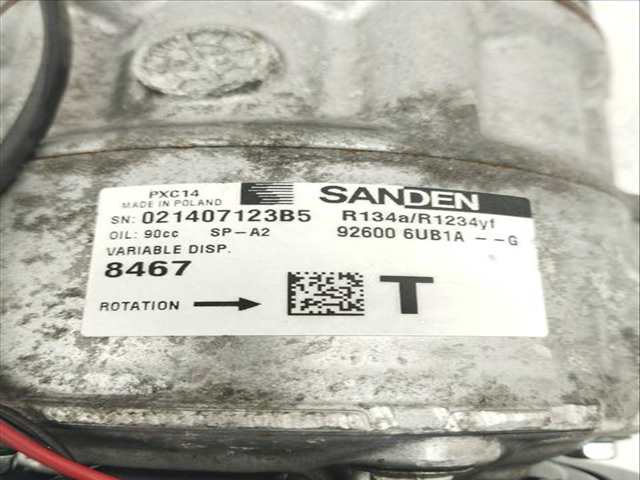 PXC14
MADE IN POLAND
SANDEN
SN: 021407123B5
R134a/R1234yf
OIL: 90cc SP-A2
92600 6UB1A --G
VARIABLE DISP.
8467
ROTATION
T